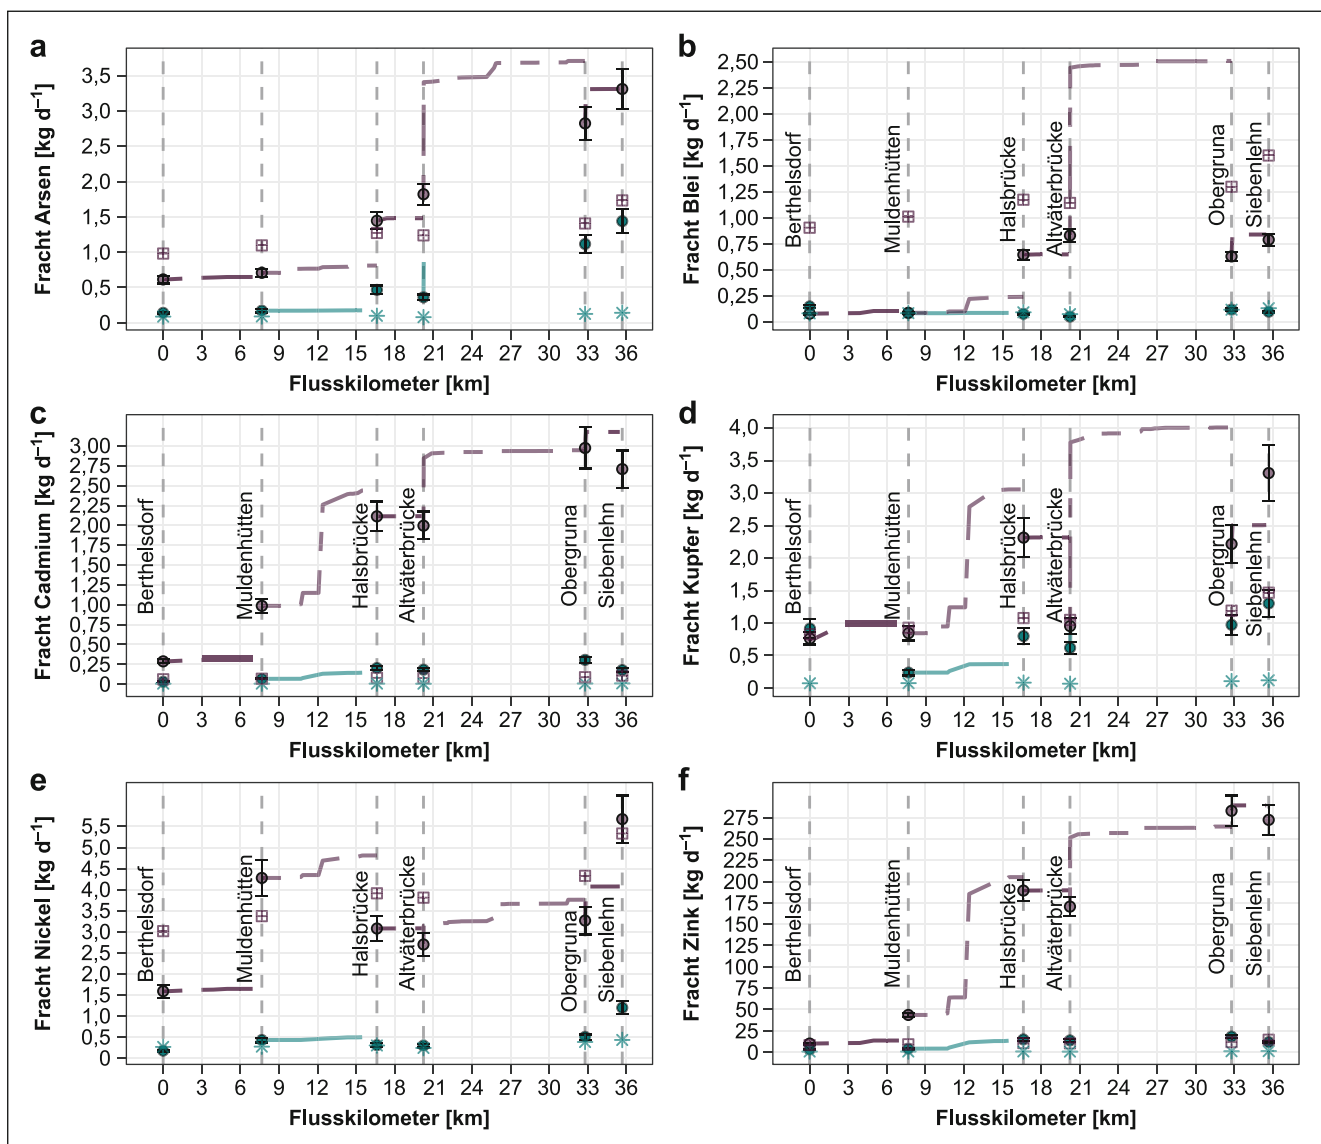 a
Fracht Arsen [kg d⁻¹]
3,5
3,0
2,5
2,0
1,5
1,0
0,5
0
0 3 6 9 12 15 18 21 24 27 30 33 36
Flusskilometer [km]
b
Fracht Blei [kg d⁻¹]
2,50
2,25
2,00
1,75
1,50
1,25
1,00
0,75
0,50
0,25
0
Berthelsdorf
Muldenhütten
Halsbrücke
Altväterbrücke
Obergruna
Siebenlehn
0 3 6 9 12 15 18 21 24 27 30 33 36
Flusskilometer [km]
c
Fracht Cadmium [kg d⁻¹]
3,00
2,75
2,50
2,25
2,00
1,75
1,50
1,25
1,00
0,75
0,50
0,25
0
Berthelsdorf
Muldenhütten
Halsbrücke
Altväterbrücke
Obergruna
Siebenlehn
0 3 6 9 12 15 18 21 24 27 30 33 36
Flusskilometer [km]
d
Fracht Kupfer [kg d⁻¹]
4,0
3,5
3,0
2,5
2,0
1,5
1,0
0,5
0
Berthelsdorf
Muldenhütten
Halsbrücke
Altväterbrücke
Obergruna
Siebenlehn
0 3 6 9 12 15 18 21 24 27 30 33 36
Flusskilometer [km]
e
Fracht Nickel [kg d⁻¹]
5,5
5,0
4,5
4,0
3,5
3,0
2,5
2,0
1,5
1,0
0,5
0
Berthelsdorf
Muldenhütten
Halsbrücke
Altväterbrücke
Obergruna
Siebenlehn
0 3 6 9 12 15 18 21 24 27 30 33 36
Flusskilometer [km]
f
Fracht Zink [kg d⁻¹]
275
250
225
200
175
150
125
100
75
50
25
0
Berthelsdorf
Muldenhütten
Halsbrücke
Altväterbrücke
Obergruna
Siebenlehn
0 3 6 9 12 15 18 21 24 27 30 33 36
Flusskilometer [km]